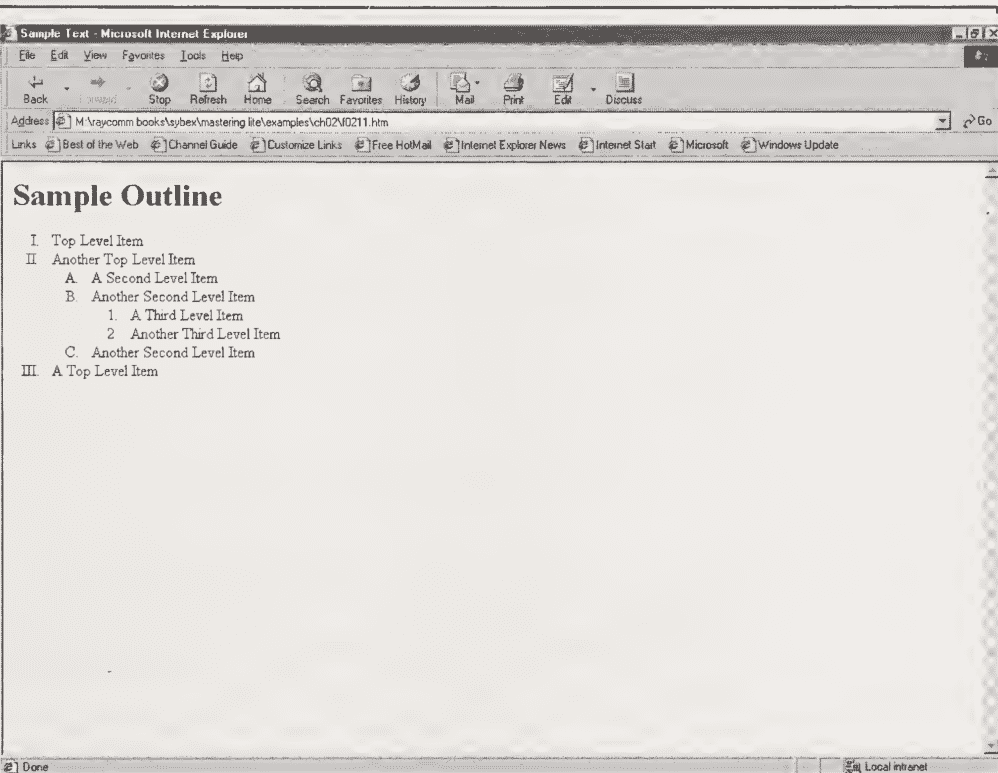 Sample Text - Microsoft Internet Explorer
File Edit View Favorites Tools Help
Back Forward Stop Refresh Home Search Favorites History Mail Print Edit Discuss
Address M:\raycomm books\sybex\mastering lite\examples\ch02\f0211.htm Go
Links Best of the Web Channel Guide Customize Links Free HotMail Internet Explorer News Internet Start Microsoft Windows Update
Sample Outline
I. Top Level Item
II Another Top Level Item
A. A Second Level Item
B. Another Second Level Item
1. A Third Level Item
2 Another Third Level Item
C. Another Second Level Item
III. A Top Level Item
Done Local intranet